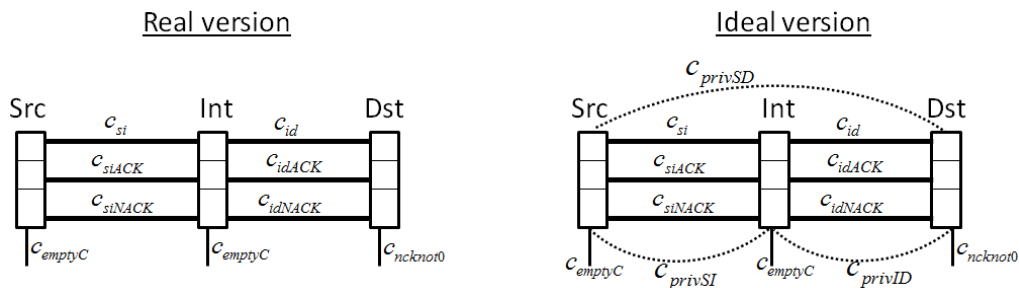 Real version
Ideal version
Src Int Dst
c_si c_id
c_siACK c_idACK
c_siNACK c_idNACK
c_emptyC c_emptyC c_ncknot0
c_privSD
Src Int Dst
c_si c_id
c_siACK c_idACK
c_siNACK c_idNACK
c_emptyC c_privSI c_emptyC c_privID c_ncknot0